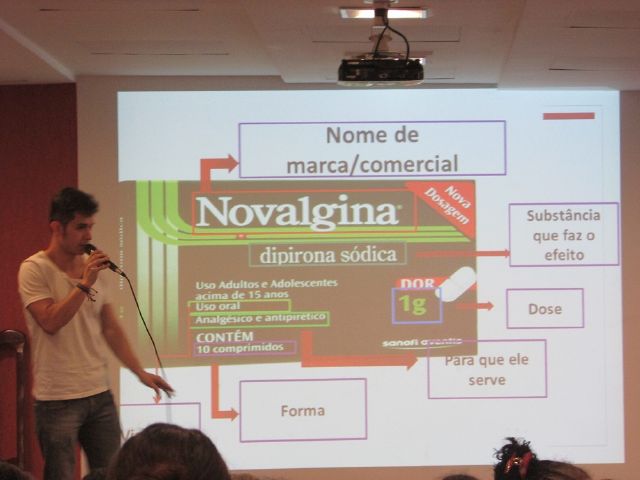 Nome de
marca/comercial
Novalgina
Nova
Dosagem
dipirona sódica
Substância
que faz o
efeito
Uso Adultos e Adolescentes
acima de 15 anos
Uso oral
Analgésico e antipirético
DOR
1g
Dose
CONTÉM
10 comprimidos
sanofi aventis
Para que ele
serve
Forma